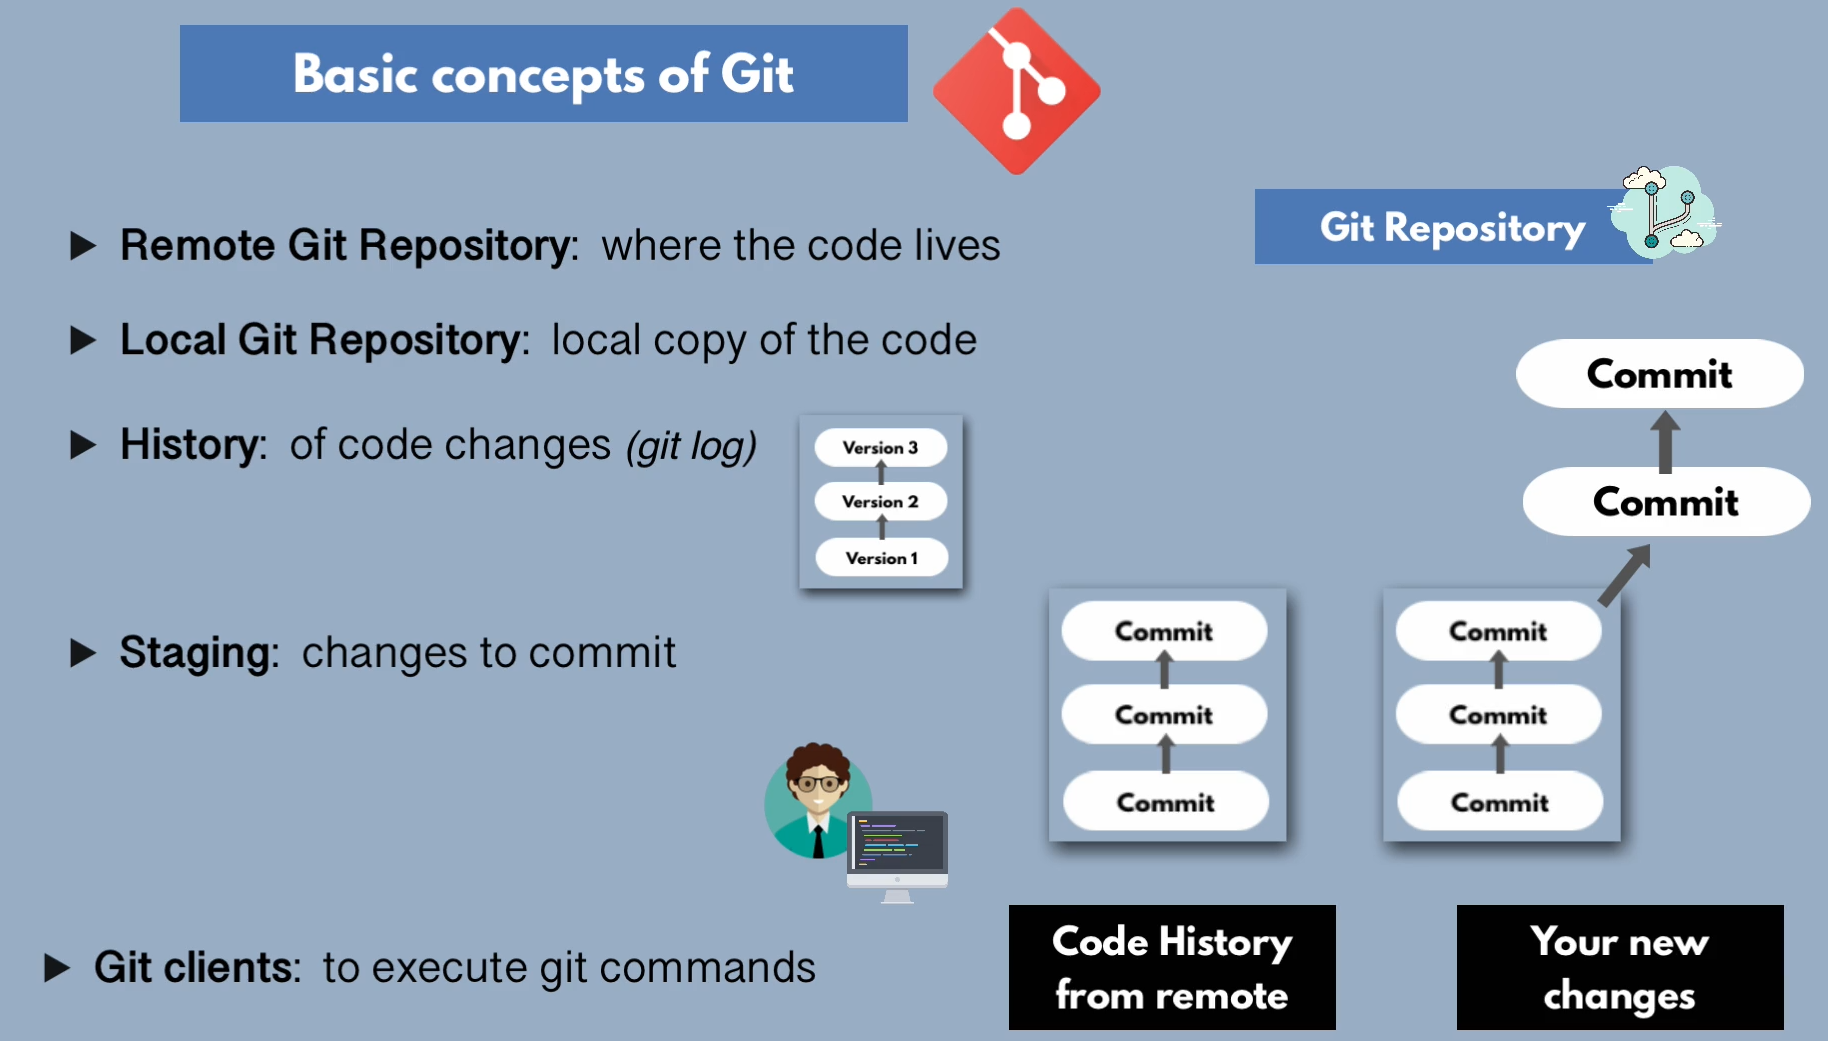 Basic concepts of Git
▶ Remote Git Repository: where the code lives
▶ Local Git Repository: local copy of the code
▶ History: of code changes (git log)
Version 3
Version 2
Version 1
▶ Staging: changes to commit
▶ Git clients: to execute git commands
Git Repository
Commit
Commit
Commit
Commit
Commit
Code History
from remote
Commit
Commit
Commit
Your new
changes